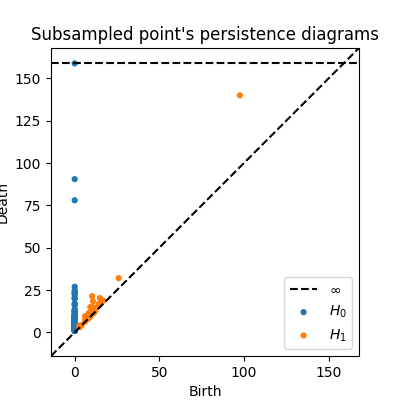 Subsampled point's persistence diagrams
Death
150
125
100
75
50
25
0
0 50 100 150
Birth
∞
H₀
H₁